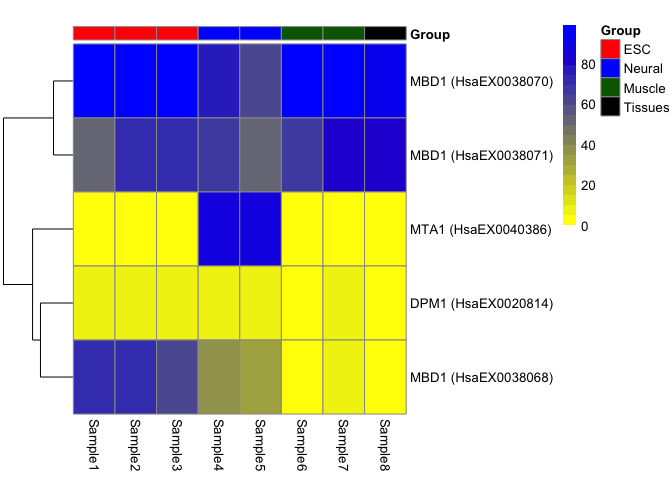 Group
MBD1 (HsaEX0038070)
MBD1 (HsaEX0038071)
MTA1 (HsaEX0040386)
DPM1 (HsaEX0020814)
MBD1 (HsaEX0038068)
Sample1
Sample2
Sample3
Sample4
Sample5
Sample6
Sample7
Sample8
80
60
40
20
0
Group
ESC
Neural
Muscle
Tissues